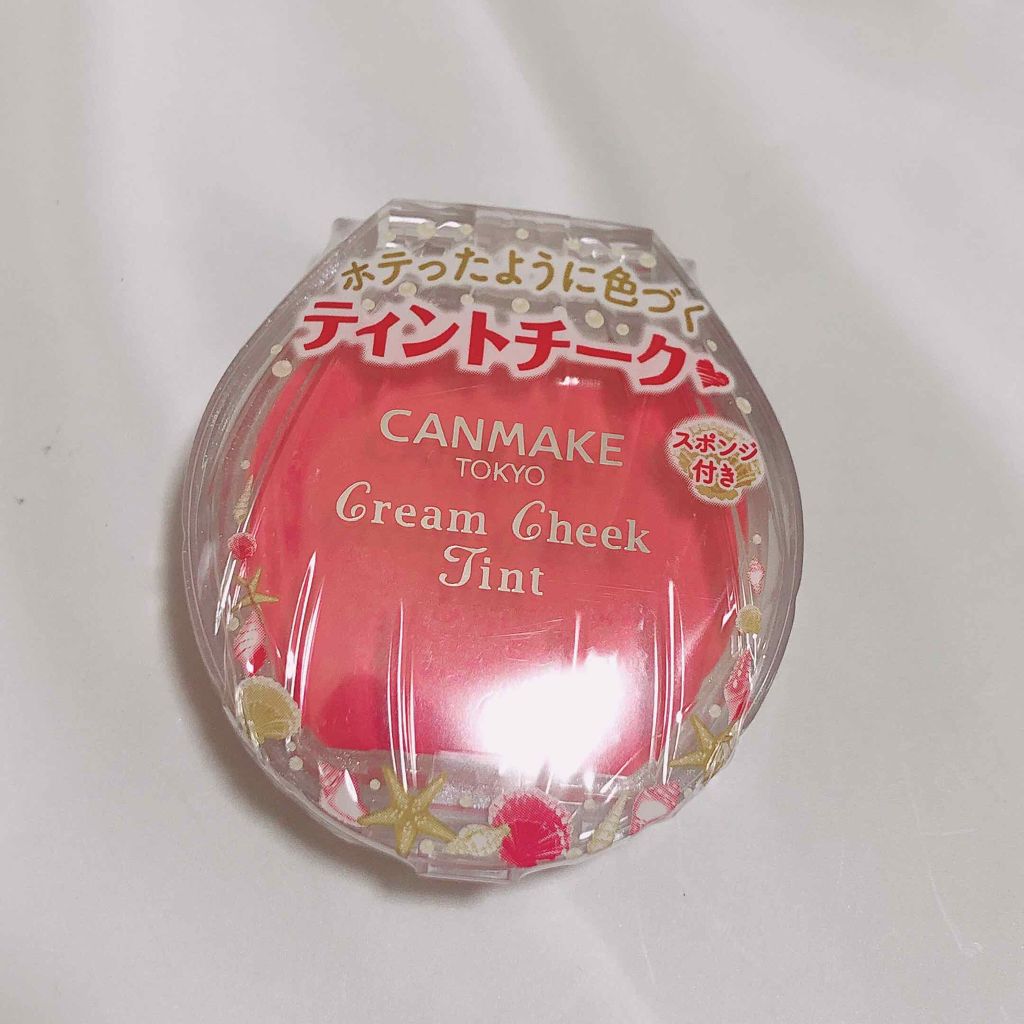 ホテったように色づく
ティントチーク♥
スポンジ
付き
CANMAKE
TOKYO
Cream Cheek
Tint